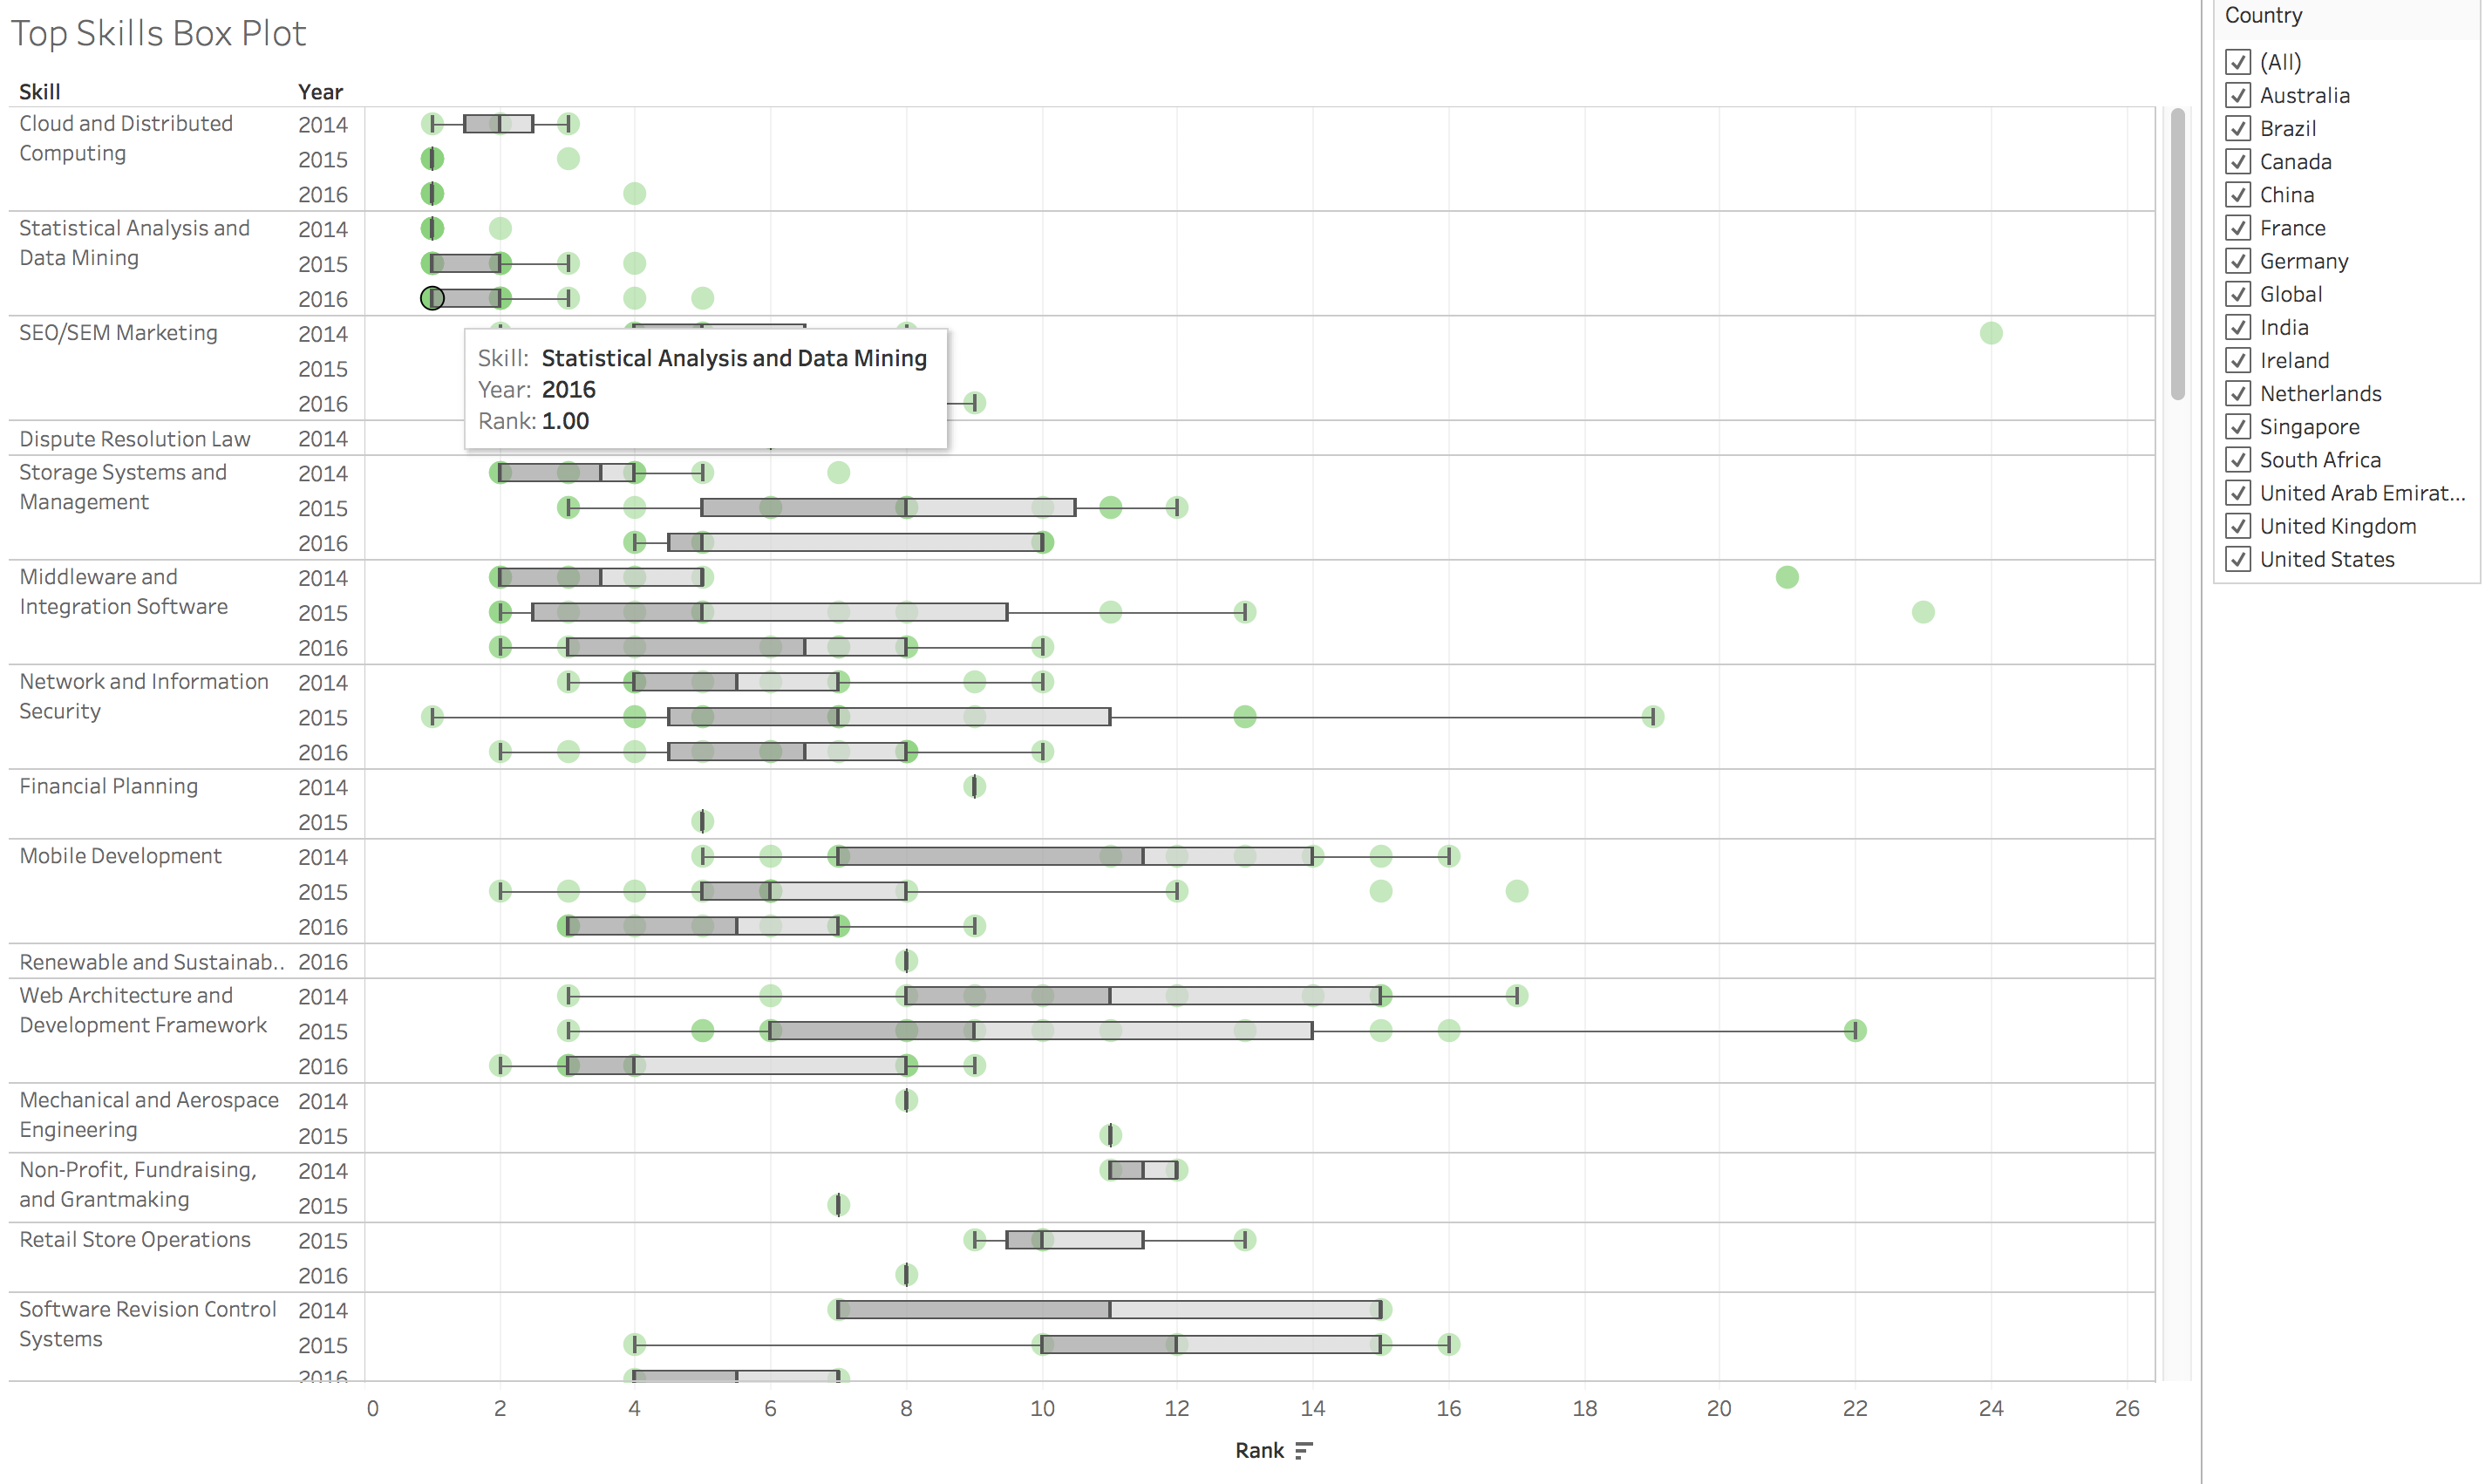 Top Skills Box Plot
Skill Year
Cloud and Distributed
Computing
2014
2015
2016
Statistical Analysis and
Data Mining
2014
2015
2016
SEO/SEM Marketing
2014
2015
2016
Skill: Statistical Analysis and Data Mining
Year: 2016
Rank: 1.00
Dispute Resolution Law 2014
Storage Systems and
Management
2014
2015
2016
Middleware and
Integration Software
2014
2015
2016
Network and Information
Security
2014
2015
2016
Financial Planning
2014
2015
Mobile Development
2014
2015
2016
Renewable and Sustainab.. 2016
Web Architecture and
Development Framework
2014
2015
2016
Mechanical and Aerospace
Engineering
2014
2015
Non-Profit, Fundraising,
and Grantmaking
2014
2015
Retail Store Operations
2015
2016
Software Revision Control
Systems
2014
2015
2016
0 2 4 6 8 10 12 14 16 18 20 22 24 26
Rank
Country
(All)
Australia
Brazil
Canada
China
France
Germany
Global
India
Ireland
Netherlands
Singapore
South Africa
United Arab Emirat...
United Kingdom
United States